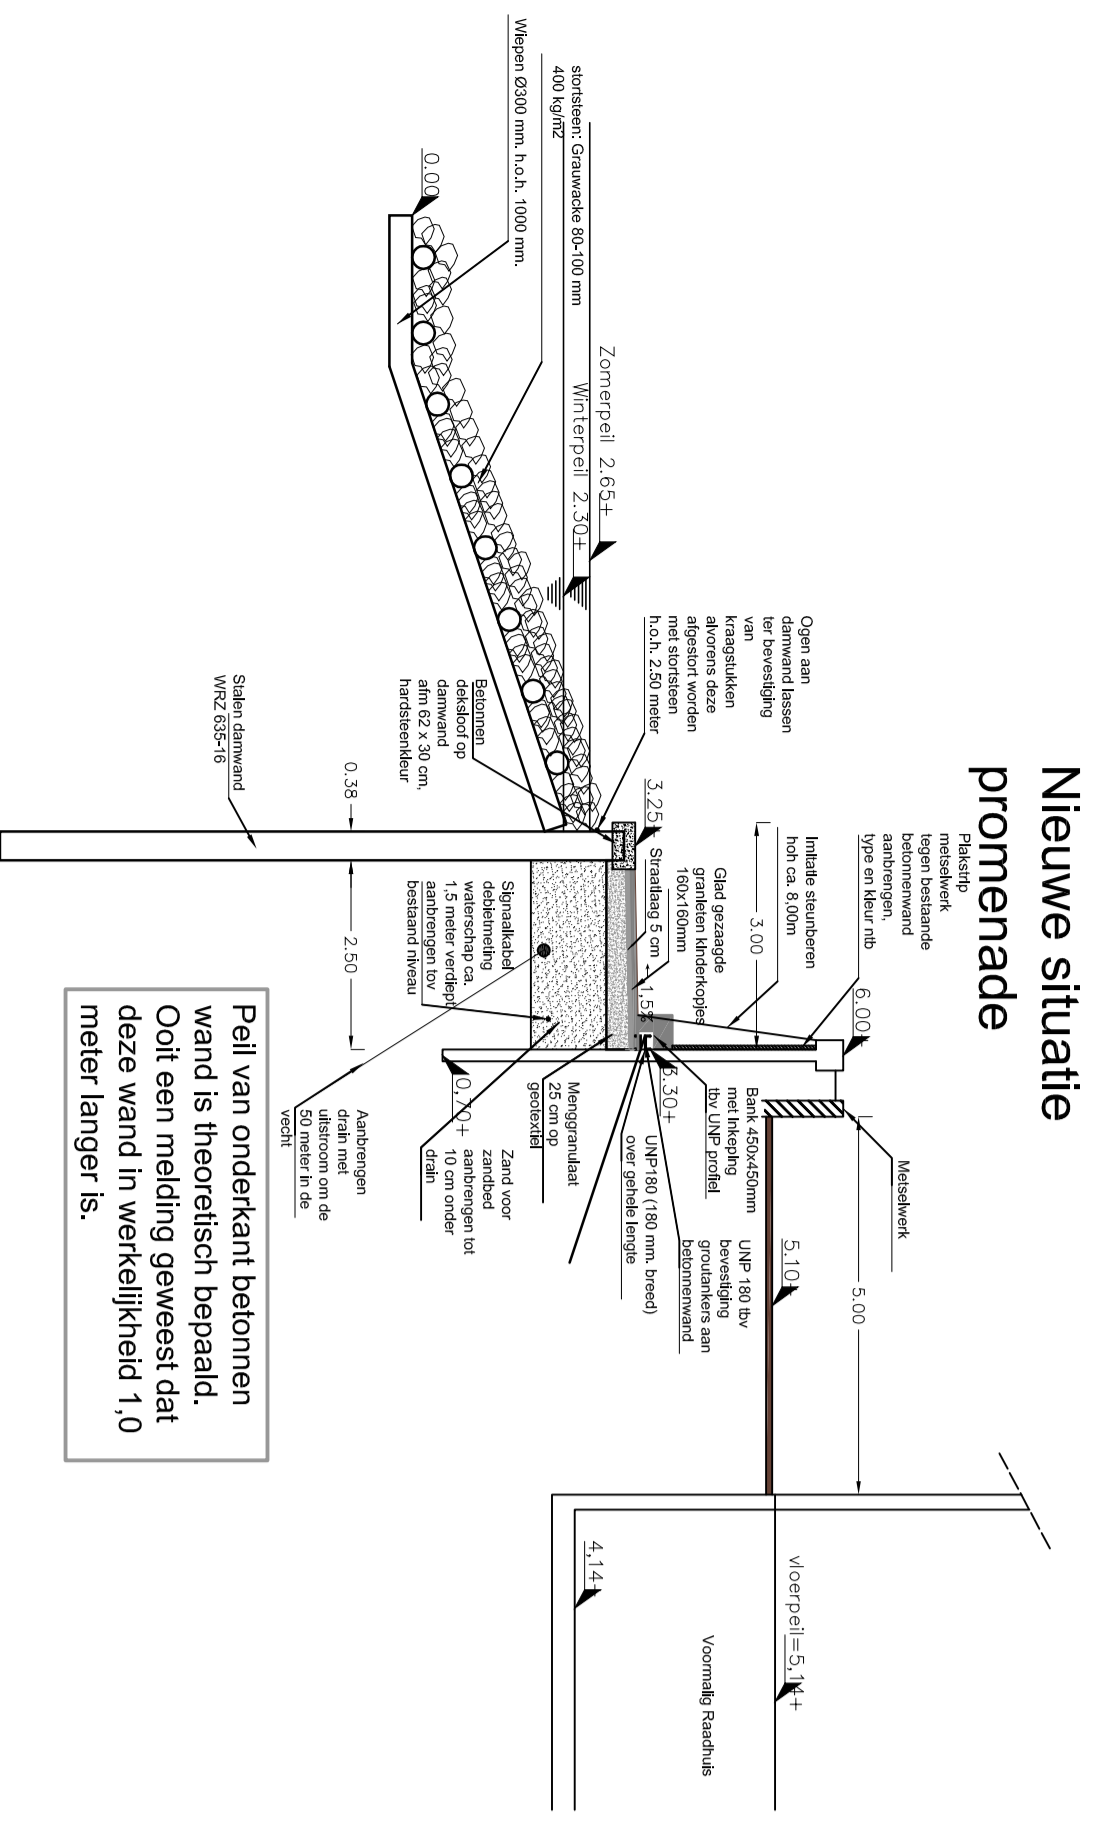 Nieuwe situatie
promenade
Plakstrip
metselwerk
tegen bestaande
betonnenwand
aanbrengen,
type en kleur ntb
Imitatie steunberen
hoh ca. 8,00m
Glad gezaagde
granieten kinderkopjes
160x160mm
Straatlaag 5 cm
Ogen aan
damwand lassen
ter bevestiging
van
kraagstukken
alvorens deze
afgestort worden
met stortsteen
h.o.h. 2.50 meter
stortsteen: Grauwacke 80-100 mm
400 kg/m2
Wiepen Ø300 mm. h.o.h. 1000 mm.
0.00
Zomerpeil 2.65+
Winterpeil 2.30+
3.25+
3.00
1,5%
6.00+
Metselwerk
5.00
5.10+
vloerpeil=5,14+
Voormalig Raadhuis
4,14+
Bank 450x450mm
met inkeping
tbv UNP profiel
3.30+
UNP 180 tbv
bevestiging
groutankers aan
betonnenwand
UNP180 (180 mm. breed)
over gehele lengte
Menggranulaat
25 cm op
geotextiel
Zand voor
zandbed
aanbrengen tot
10 cm onder
drain
0,70+
Betonnen
deksloof op
damwand
afm 62 x 30 cm,
hardsteenkleur
Signaalkabel
debietmeting
waterschap ca.
1,5 meter verdiept
aanbrengen tov
bestaand niveau
Aanbrengen
drain met
uitstroom om de
50 meter in de
vecht
0.38
2.50
Stalen damwand
WRZ 635-16
Peil van onderkant betonnen
wand is theoretisch bepaald.
Ooit een melding geweest dat
deze wand in werkelijkheid 1,0
meter langer is.